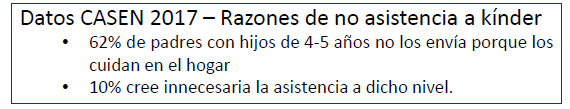 Datos CASEN 2017 – Razones de no asistencia a kínder
• 62% de padres con hijos de 4-5 años no los envía porque los
cuidan en el hogar
• 10% cree innecesaria la asistencia a dicho nivel.